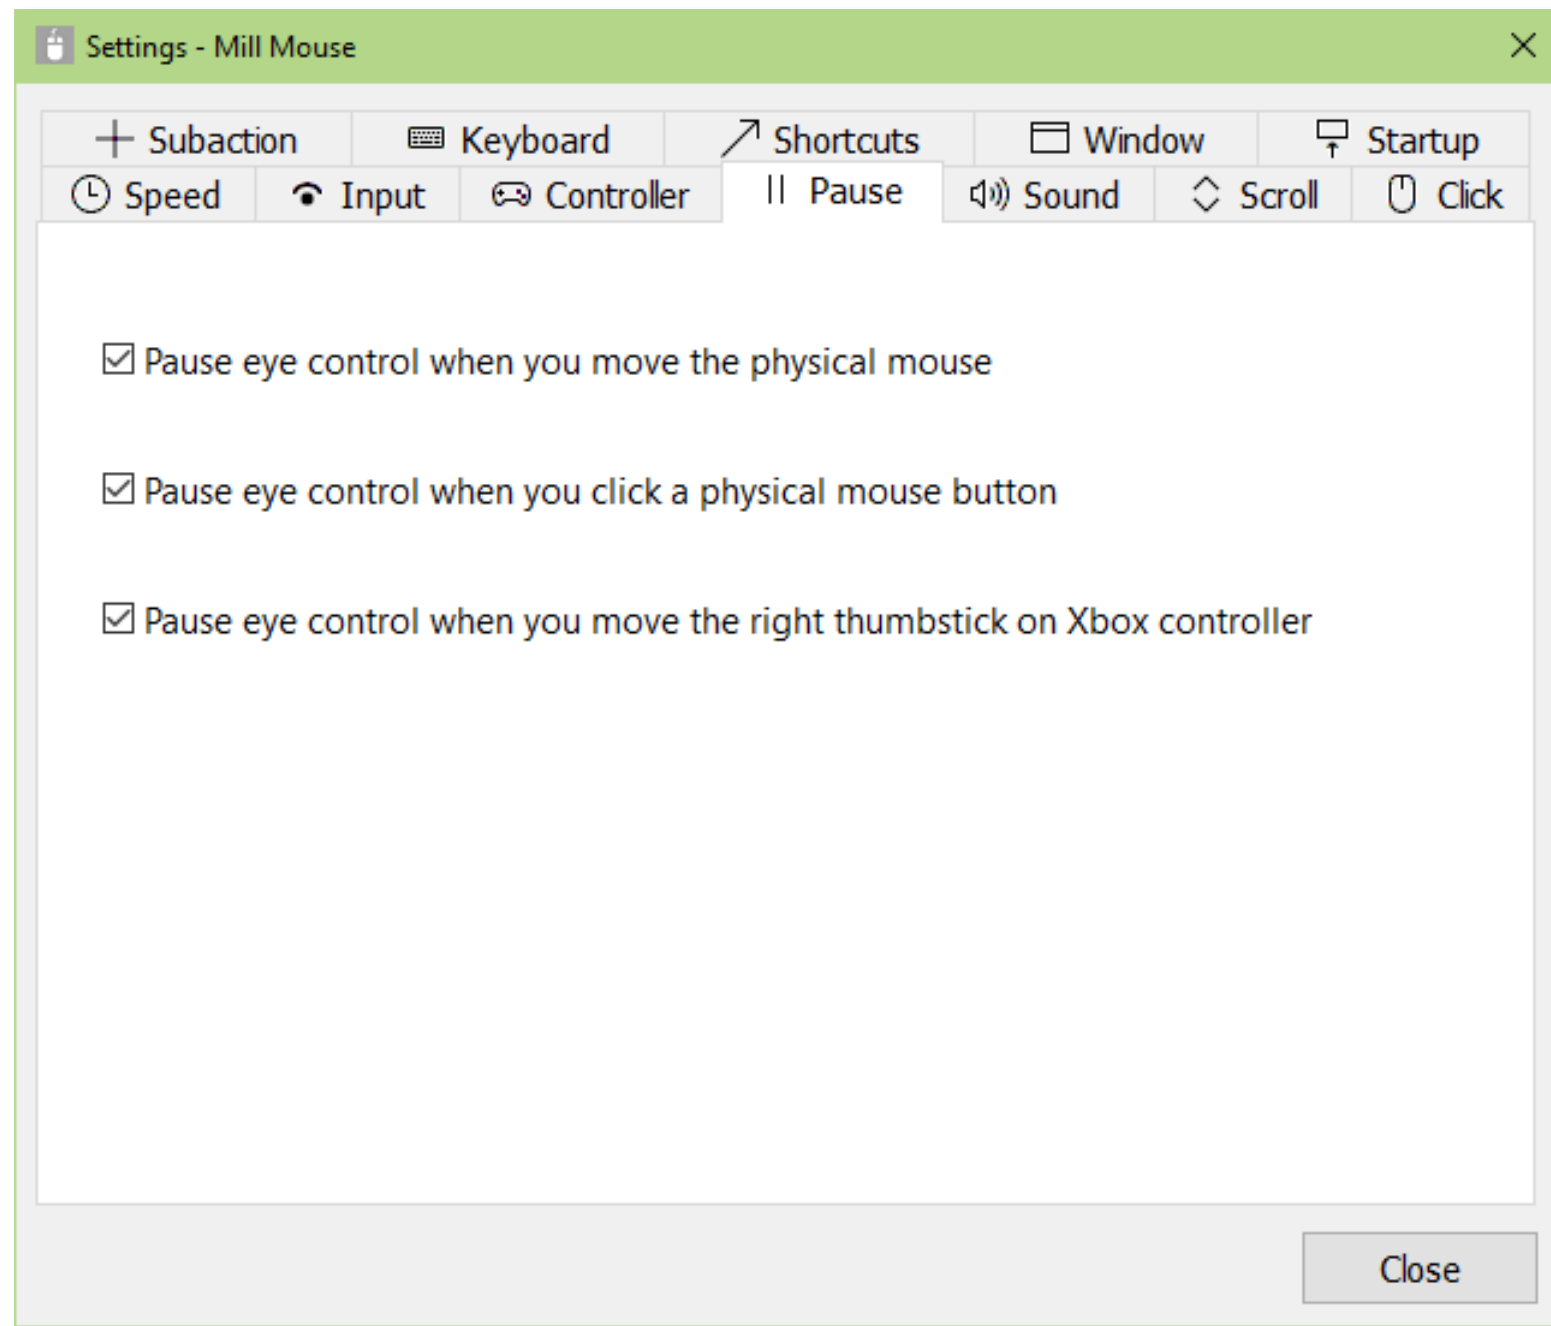 Settings - Mill Mouse
Subaction Keyboard Shortcuts Window Startup
Speed Input Controller Pause Sound Scroll Click
Pause eye control when you move the physical mouse
Pause eye control when you click a physical mouse button
Pause eye control when you move the right thumbstick on Xbox controller
Close